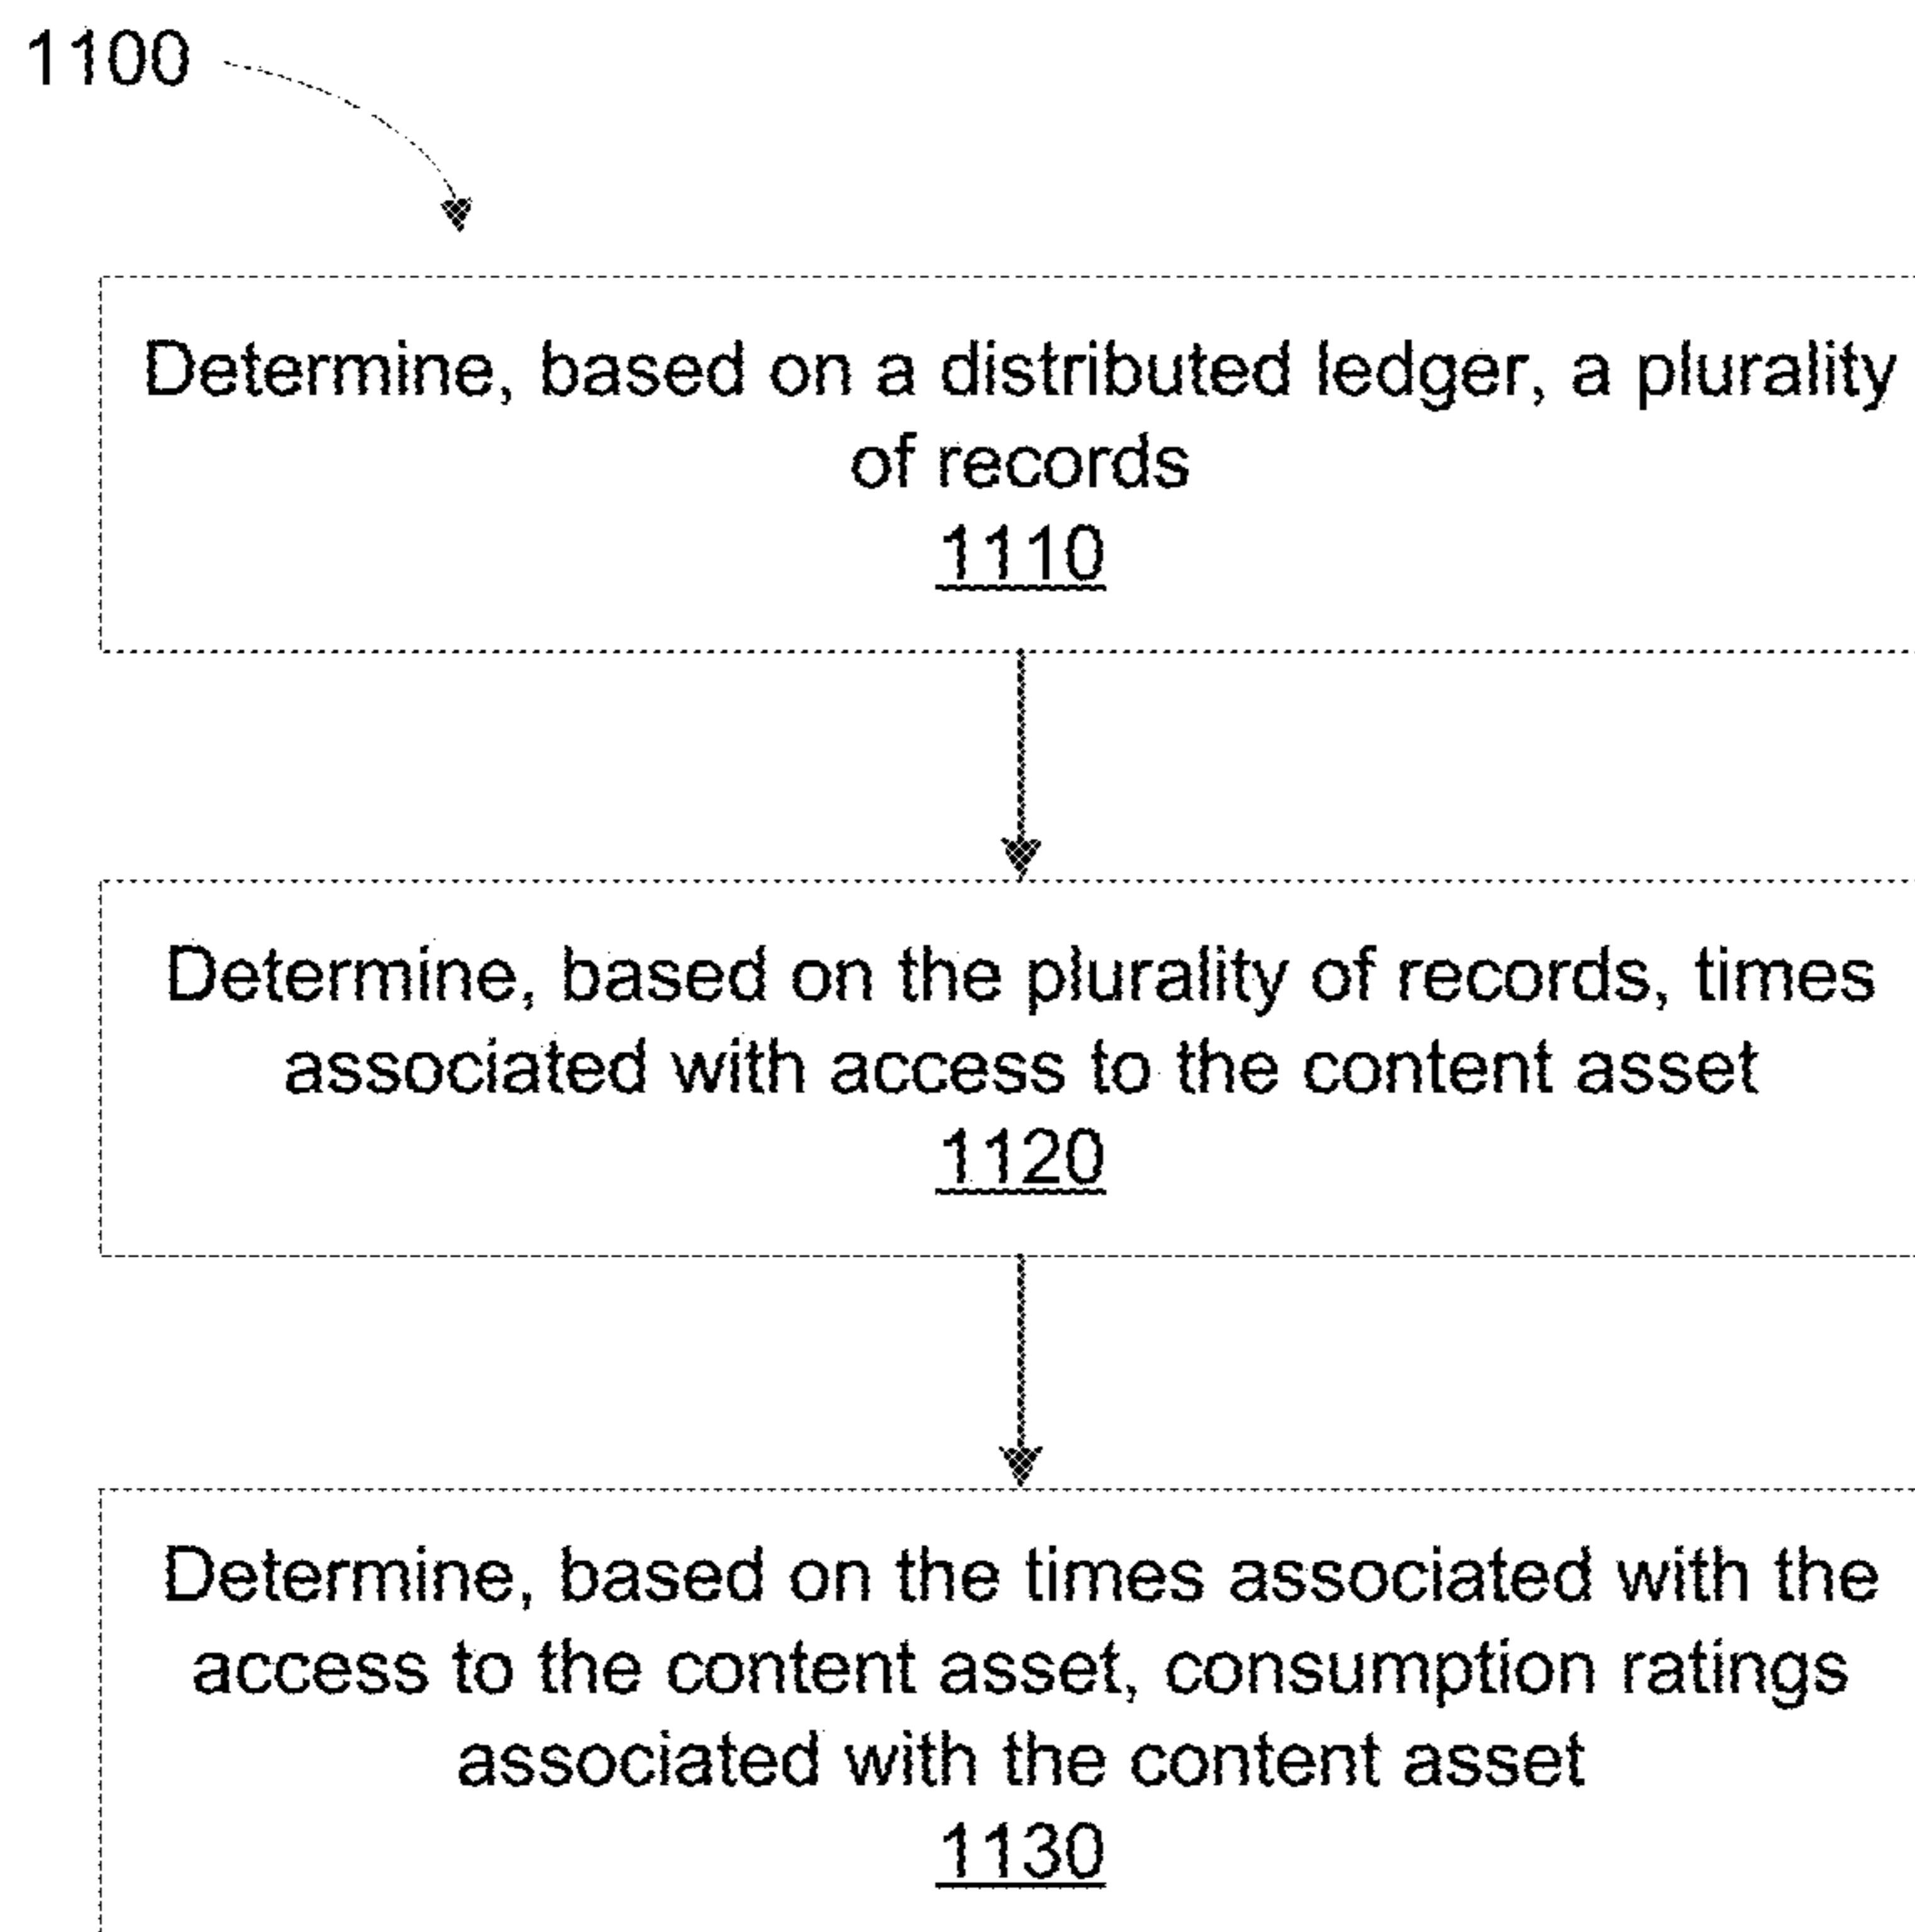 1100
Determine, based on a distributed ledger, a plurality
of records
1110
Determine, based on the plurality of records, times
associated with access to the content asset
1120
Determine, based on the times associated with the
access to the content asset, consumption ratings
associated with the content asset
1130